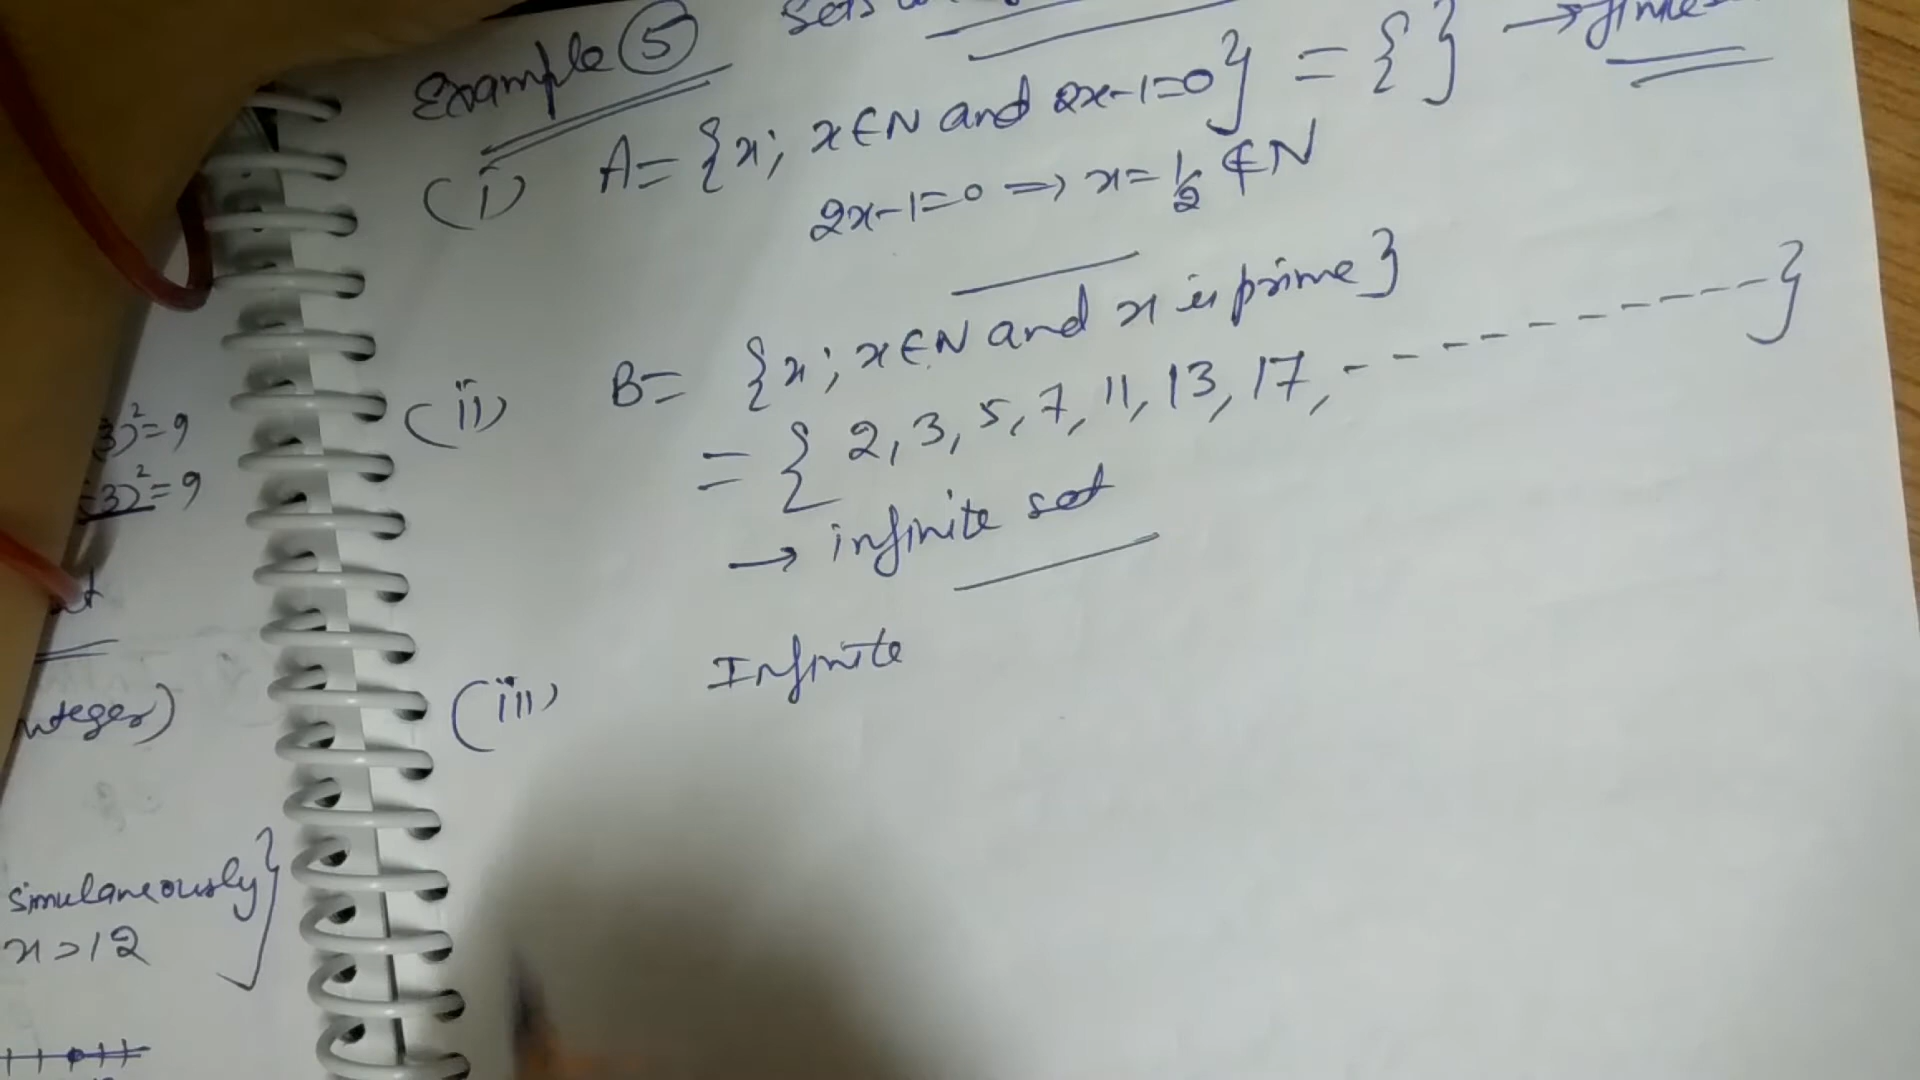 Example 5
(i) A= {x; x∈N and 2x-1=0} = { } → finite
2x-1=0 ⇒ x=1/2 ∉N
(ii) B= {x; x∈N and x is prime}
= { 2, 3, 5, 7, 11, 13, 17, - - - - - - - - - - }
→ infinite set
(iii) Infinite
3)²=9
-3)²=9
nteger)
simulaneously}
x>12